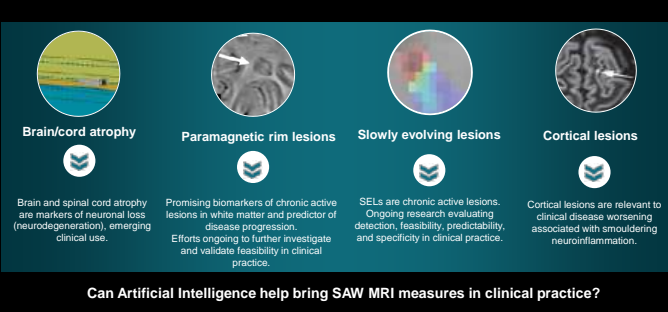 Brain/cord atrophy
Brain and spinal cord atrophy
are markers of neuronal loss
(neurodegeneration), emerging
clinical use.
Paramagnetic rim lesions
Promising biomarkers of chronic active
lesions in white matter and predictor of
disease progression.
Efforts ongoing to further investigate
and validate feasibility in clinical
practice.
Slowly evolving lesions
SELs are chronic active lesions.
Ongoing research evaluating
detection, feasibility, predictability,
and specificity in clinical practice.
Cortical lesions
Cortical lesions are relevant to
clinical disease worsening
associated with smouldering
neuroinflammation.
Can Artificial Intelligence help bring SAW MRI measures in clinical practice?